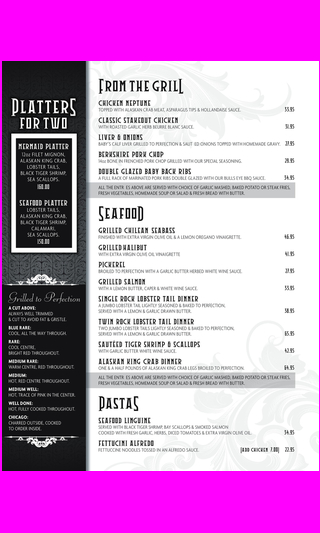 PLATTERS
FOR TWO
MERMAID PLATTER
12oz FILET MIGNON,
ALASKAN KING CRAB,
LOBSTER TAILS,
BLACK TIGER SHRIMP,
SEA SCALLOPS.
160.00
SEAFOOD PLATTER
LOBSTER TAILS,
ALASKAN KING CRAB,
BLACK TIGER SHRIMP,
CALAMARI,
SEA SCALLOPS.
150.00
Grilled to Perfection
A CUT ABOVE:
ALWAYS WELL TRIMMED
& CUT TO AVOID FAT & GRISTLE.
BLUE RARE:
COOL, ALL THE WAY THROUGH
RARE:
COOL CENTRE,
BRIGHT RED THROUGHOUT.
MEDIUM RARE:
WARM CENTRE, RED THROUGHOUT.
MEDIUM:
HOT, RED CENTRE THROUGHOUT.
MEDIUM WELL:
HOT, TRACE OF PINK IN THE CENTER.
WELL DONE:
HOT, FULLY COOKED THROUGHOUT.
CHICAGO:
CHARRED OUTSIDE, COOKED
TO ORDER INSIDE.
FROM THE GRILL
CHICKEN NEPTUNE
TOPPED WITH ALASKAN CRAB MEAT, ASPARAGUS TIPS & HOLLANDAISE SAUCE. 33.95
CLASSIC STAKEOUT CHICKEN
WITH ROASTED GARLIC HERB BEURRE BLANC SAUCE. 31.95
LIVER & ONIONS
BABY'S CALF LIVER GRILLED TO PERFECTION & SAUTÉED ONIONS TOPPED WITH HOMEMADE GRAVY. 27.95
BERKSHIRE PORK CHOP
14oz BONE IN FRENCHED PORK CHOP GRILLED WITH OUR SPECIAL SEASONING. 28.95
DOUBLE GLAZED BABY BACK RIBS
A FULL RACK OF MARINATED PORK RIBS DOUBLE GLAZED WITH OUR BULL'S EYE BBQ SAUCE. 34.95
ALL THE ENTR ES ABOVE ARE SERVED WITH CHOICE OF GARLIC MASHED, BAKED POTATO OR STEAK FRIES,
FRESH VEGETABLES, HOMEMADE SOUP OR SALAD & FRESH BREAD WITH BUTTER.
SEAFOOD
GRILLED CHILEAN SEABASS
FINISHED WITH EXTRA VIRGIN OLIVE OIL & A LEMON OREGANO VINAIGRETTE. 46.95
GRILLED HALIBUT
WITH EXTRA VIRGIN OLIVE OIL VINAIGRETTE 41.95
PICKEREL
BROILED TO PERFECTION WITH A GARLIC BUTTER HERBED WHITE WINE SAUCE. 37.95
GRILLED SALMON
WITH A LEMON BUTTER, CAPER & WHITE WINE SAUCE. 33.95
SINGLE ROCK LOBSTER TAIL DINNER
A JUMBO LOBSTER TAIL LIGHTLY SEASONED & BAKED TO PERFECTION,
SERVED WITH A LEMON & GARLIC DRAWN BUTTER. 38.95
TWIN ROCK LOBSTER TAIL DINNER
TWO JUMBO LOBSTER TAILS LIGHTLY SEASONED & BAKED TO PERFECTION,
SERVED WITH A LEMON & GARLIC DRAWN BUTTER. 65.95
SAUTÉED TIGER SHRIMP & SCALLOPS
WITH GARLIC BUTTER WHITE WINE SAUCE. 42.95
ALASKAN KING CRAB DINNER
ONE & A HALF POUNDS OF ALASKAN KING CRAB LEGS BROILED TO PERFECTION. 84.95
ALL THE ENTR ES ABOVE ARE SERVED WITH CHOICE OF GARLIC MASHED, BAKED POTATO OR STEAK FRIES,
FRESH VEGETABLES, HOMEMADE SOUP OR SALAD & FRESH BREAD WITH BUTTER.
PASTAS
SEAFOOD LINGUINE
SERVED WITH BLACK TIGER SHRIMP BAY SCALLOPS & SMOKED SALMON.
COOKED WITH FRESH GARLIC, HERBS, DICED TOMATOES & EXTRA VIRGIN OLIVE OIL. 34.95
FETTUCINI ALFREDO
FETTUCCINE NOODLES TOSSED IN AN ALFREDO SAUCE. [ADD CHICKEN 7.00] 22.95